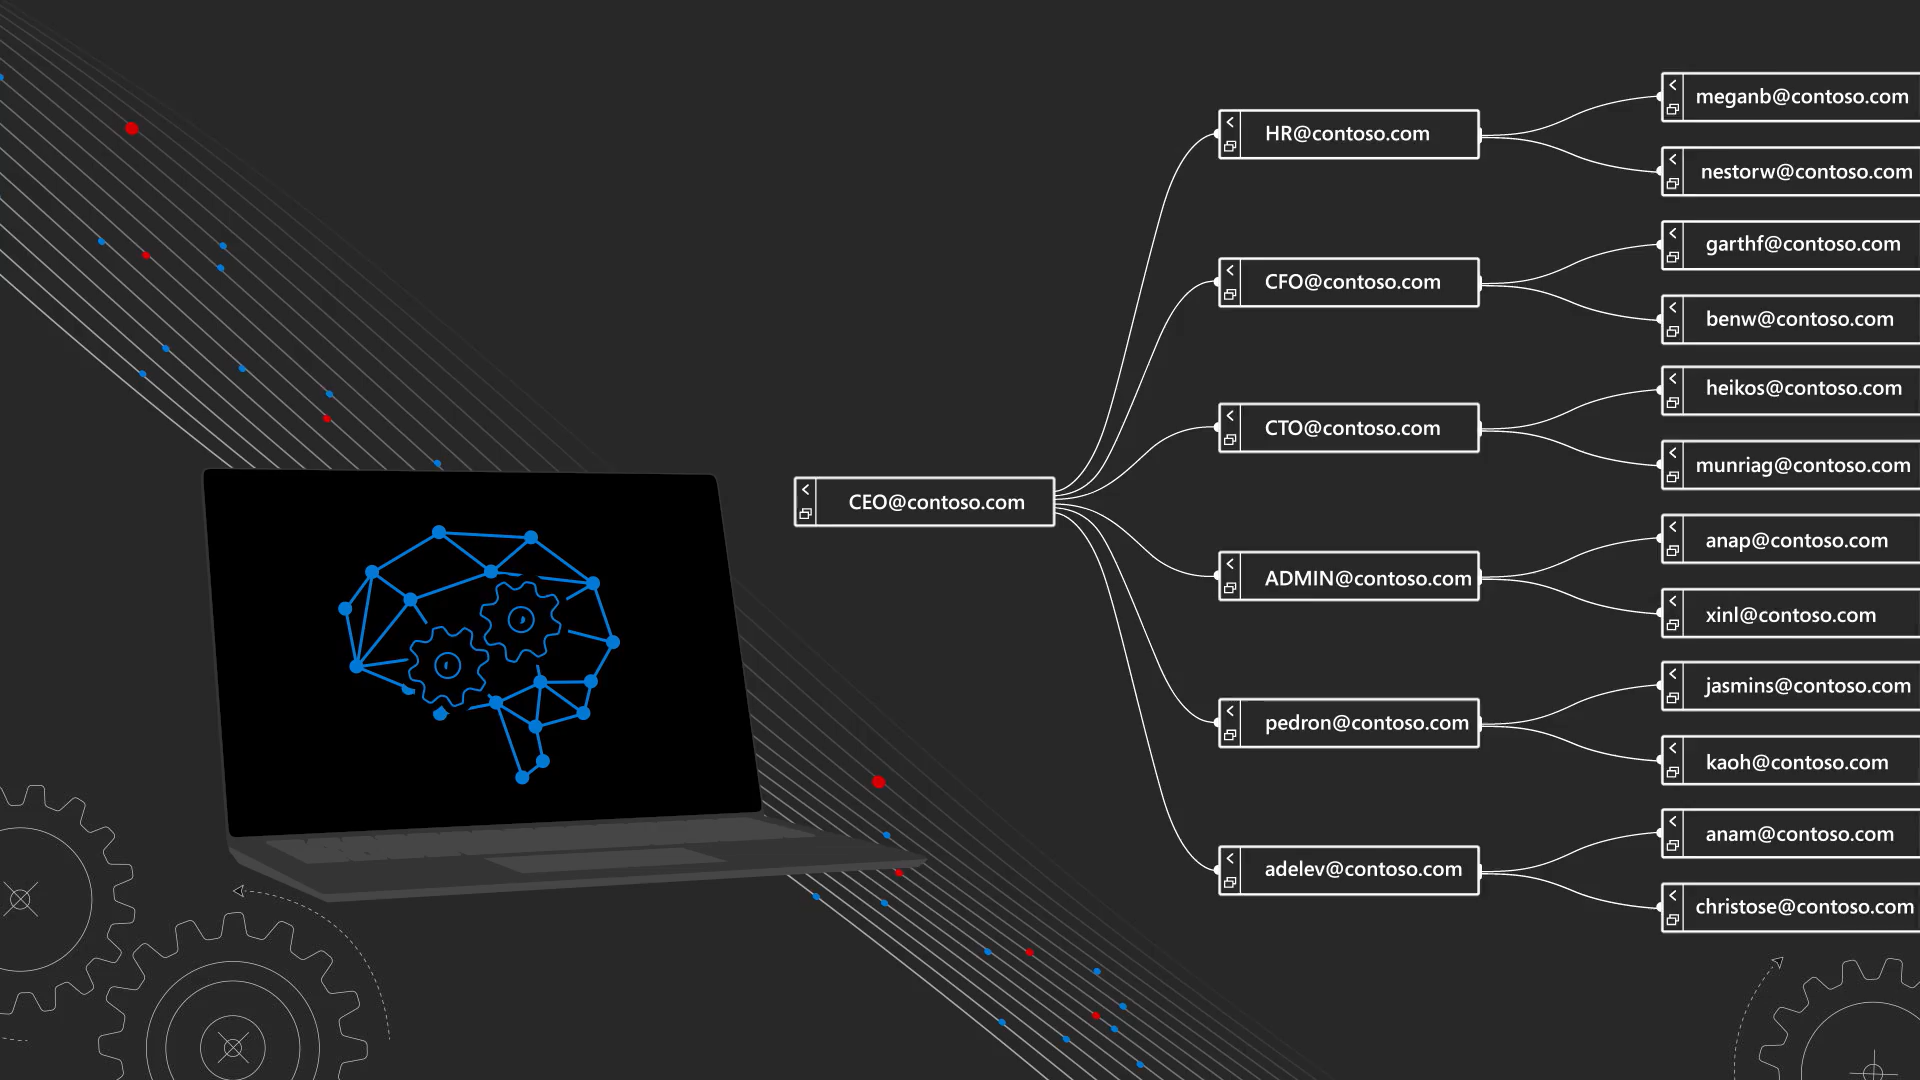 CEO@contoso.com
HR@contoso.com
CFO@contoso.com
CTO@contoso.com
ADMIN@contoso.com
pedron@contoso.com
adelev@contoso.com
meganb@contoso.com
nestorw@contoso.com
garthf@contoso.com
benw@contoso.com
heikos@contoso.com
munriag@contoso.com
anap@contoso.com
xinl@contoso.com
jasmins@contoso.com
kaoh@contoso.com
anam@contoso.com
christose@contoso.com